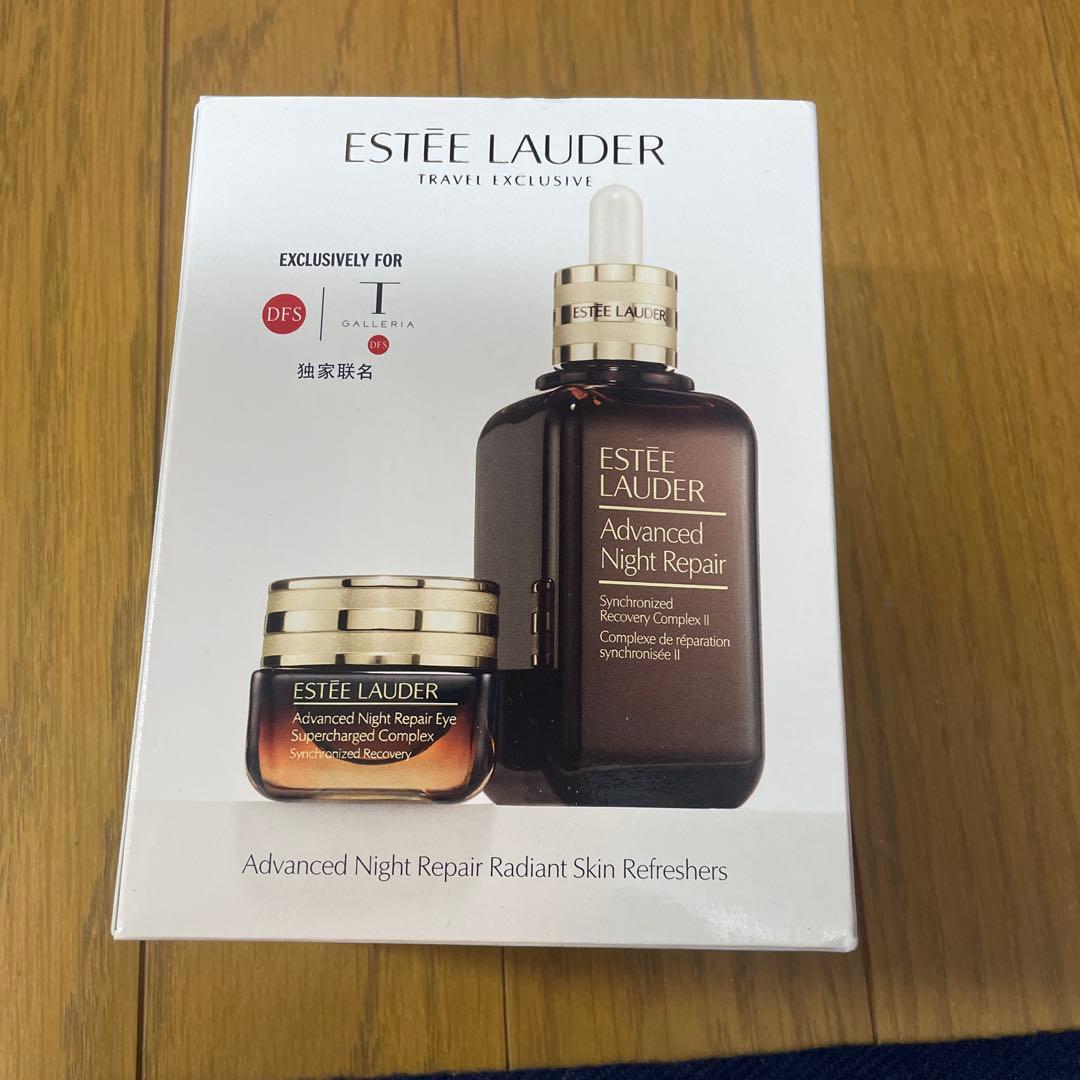 ESTĒE LAUDER
TRAVEL EXCLUSIVE
EXCLUSIVELY FOR
DFS
T
GALLERIA
DFS
独家联名
ESTĒE LAUDER
ESTĒE
LAUDER
Advanced
Night Repair
Synchronized
Recovery Complex II
Complexe de réparation
synchronisée II
ESTĒE LAUDER
Advanced Night Repair Eye
Supercharged Complex
Synchronized Recovery
Advanced Night Repair Radiant Skin Refreshers